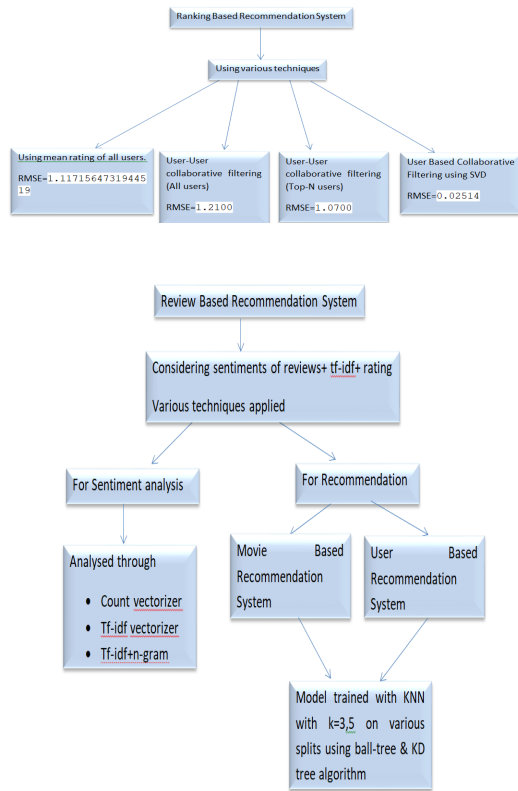 Ranking Based Recommendation System
Using various techniques
Using mean rating of all users.
RMSE=1.11715647319445
19
User-User
collaborative filtering
(All users)
RMSE=1.2100
User-User
collaborative filtering
(Top-N users)
RMSE=1.0700
User Based Collaborative
Filtering using SVD
RMSE=0.02514
Review Based Recommendation System
Considering sentiments of reviews+ tf-idf+ rating
Various techniques applied
For Sentiment analysis
For Recommendation
Analysed through
• Count vectorizer
• Tf-idf vectorizer
• Tf-idf+n-gram
Movie Based
Recommendation
System
User Based
Recommendation
System
Model trained with KNN
with k=3,5 on various
splits using ball-tree & KD
tree algorithm